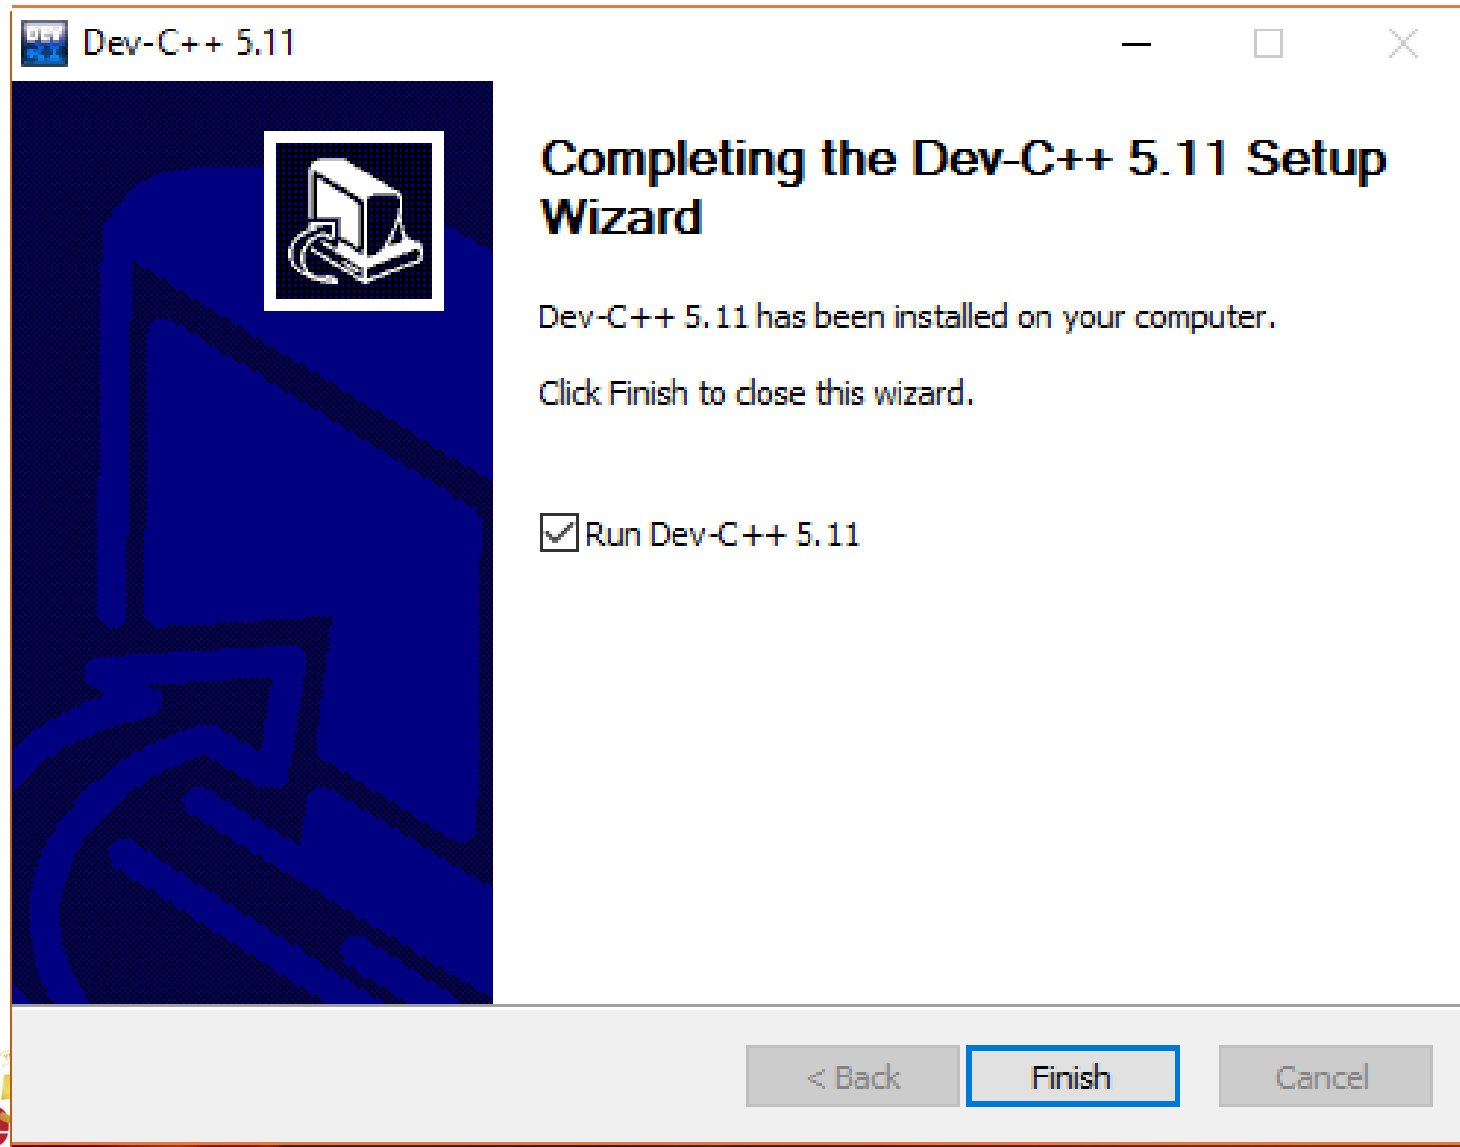 Dev-C++ 5.11
Completing the Dev-C++ 5.11 Setup
Wizard
Dev-C++ 5.11 has been installed on your computer.
Click Finish to close this wizard.
Run Dev-C++ 5.11
< Back
Finish
Cancel